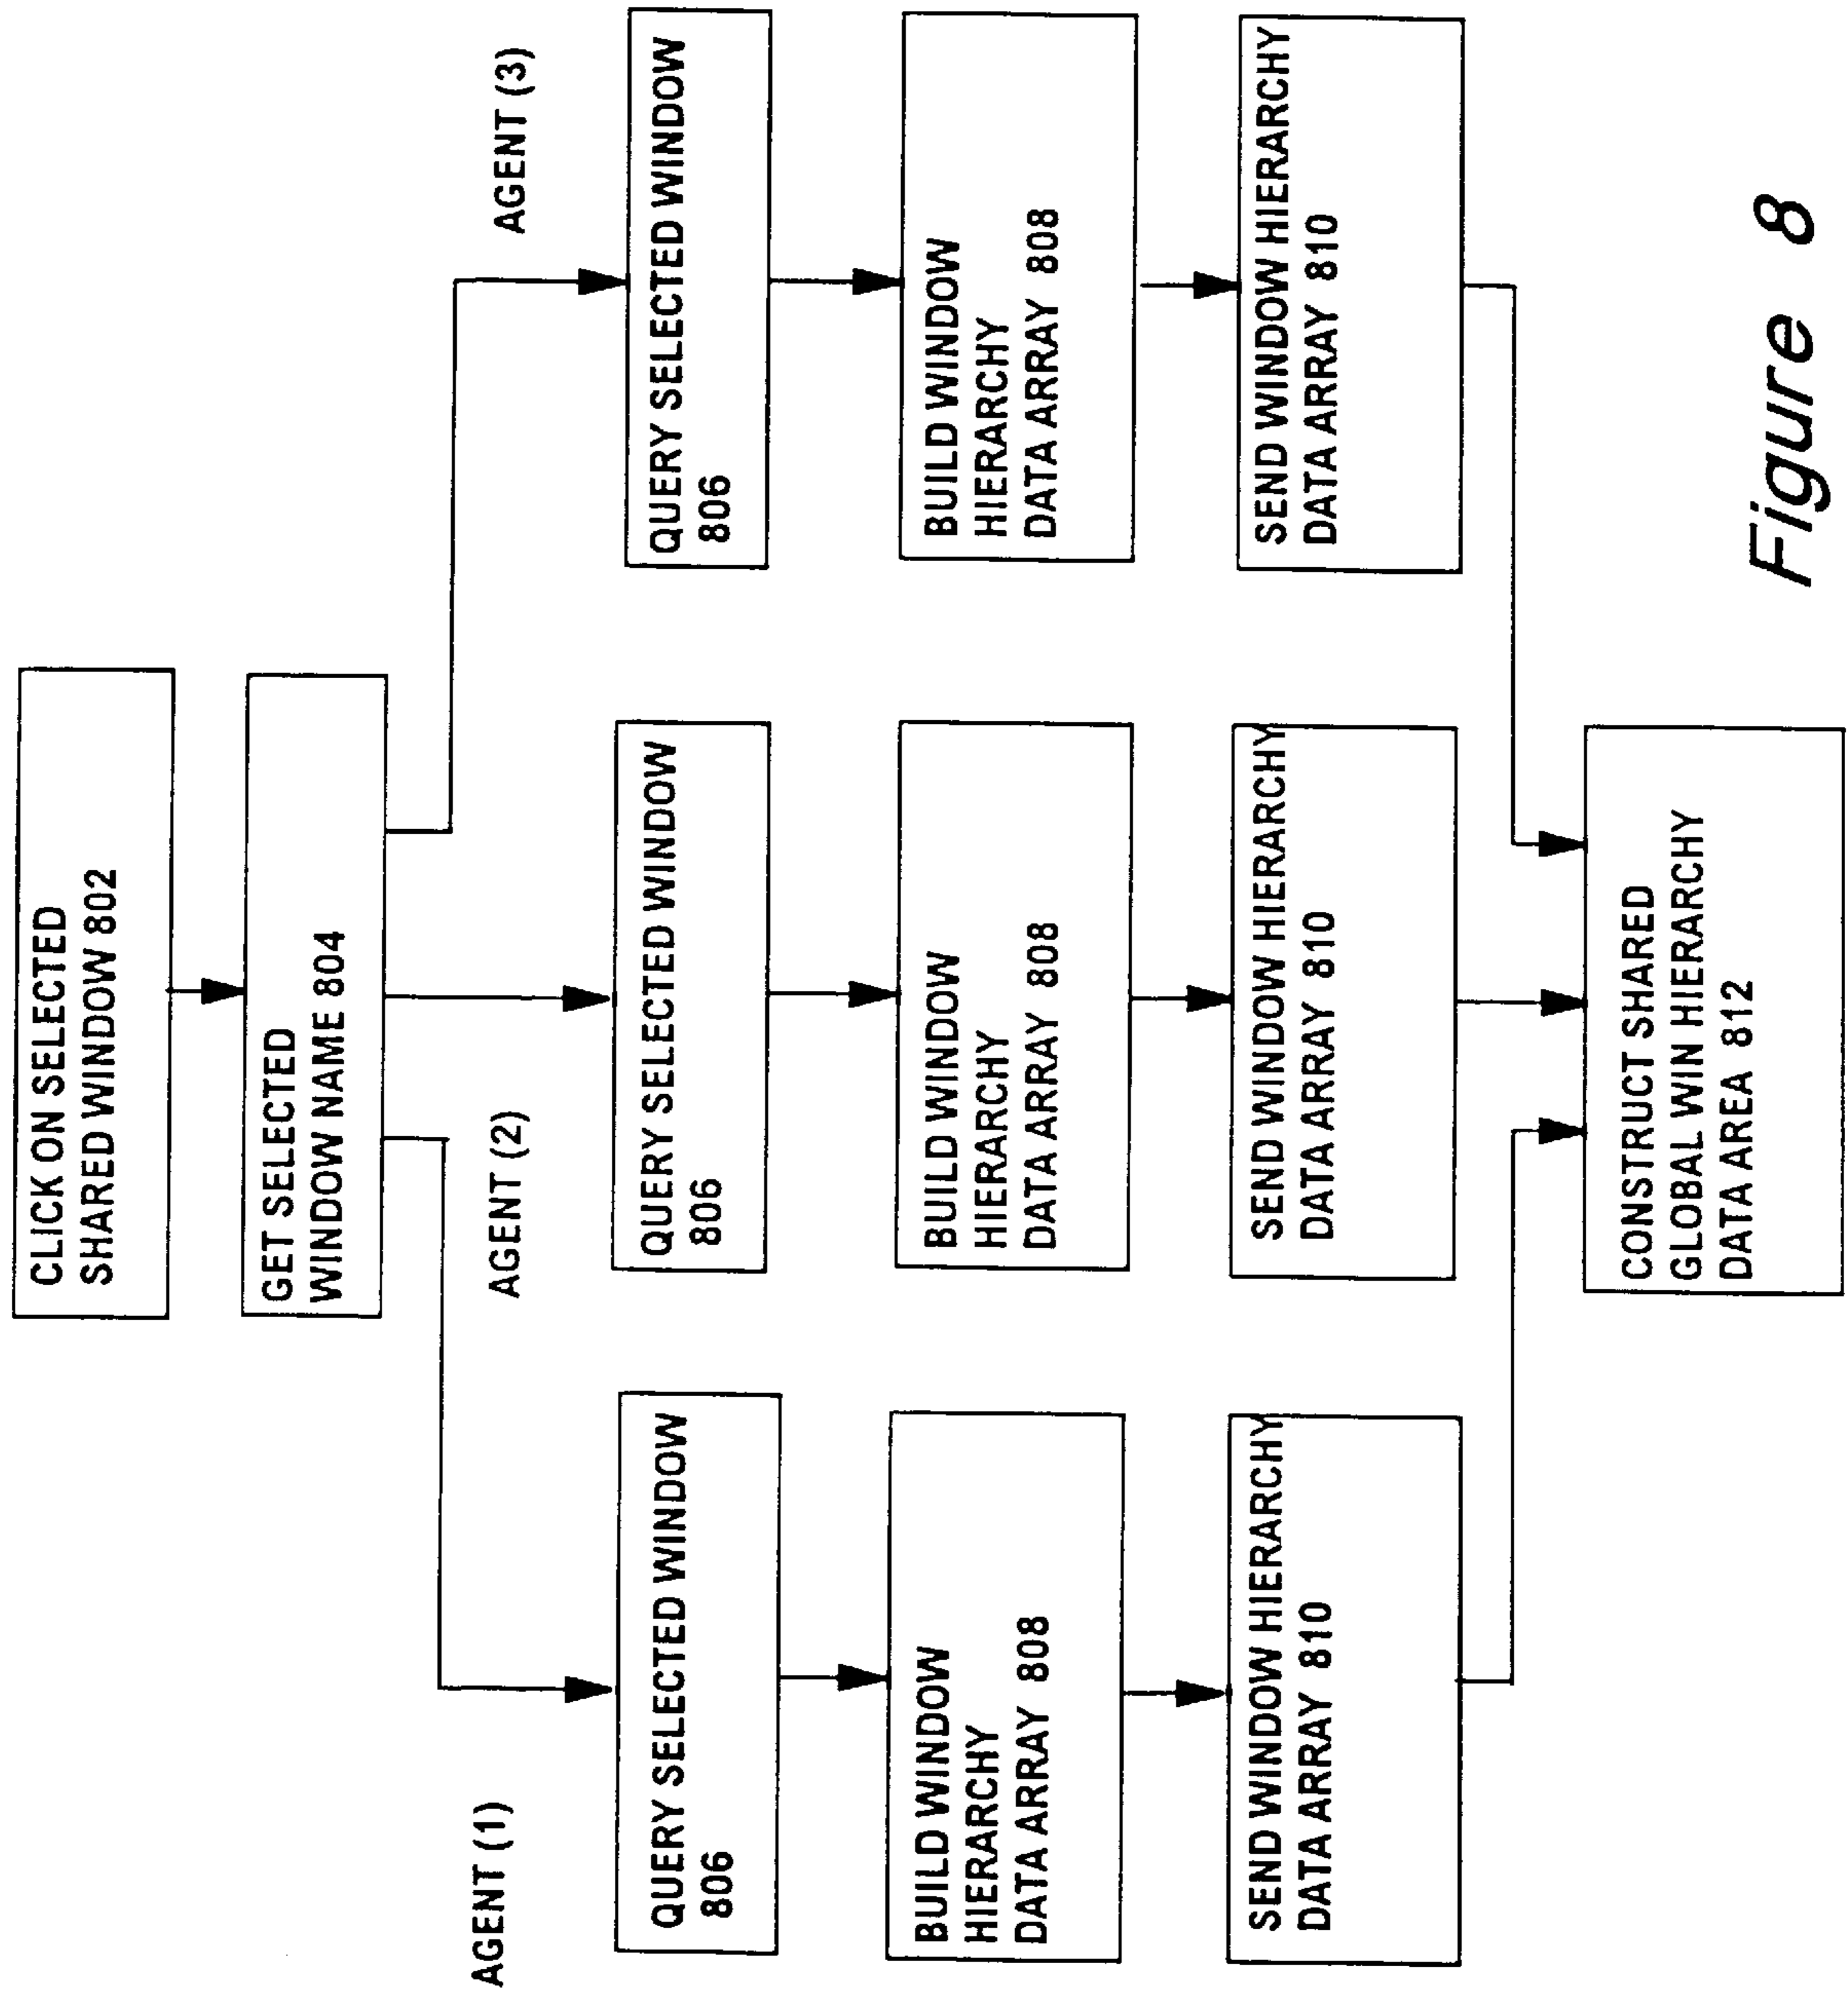 CLICK ON SELECTED
SHARED WINDOW 802
GET SELECTED
WINDOW NAME 804
AGENT (1)
QUERY SELECTED WINDOW
806
BUILD WINDOW
HIERARCHY
DATA ARRAY 808
SEND WINDOW HIERARCHY
DATA ARRAY 810
AGENT (2)
QUERY SELECTED WINDOW
806
BUILD WINDOW
HIERARCHY
DATA ARRAY 808
SEND WINDOW HIERARCHY
DATA ARRAY 810
AGENT (3)
QUERY SELECTED WINDOW
806
BUILD WINDOW
HIERARCHY
DATA ARRAY 808
SEND WINDOW HIERARCHY
DATA ARRAY 810
CONSTRUCT SHARED
GLOBAL WIN HIERARCHY
DATA AREA 812
Figure 8